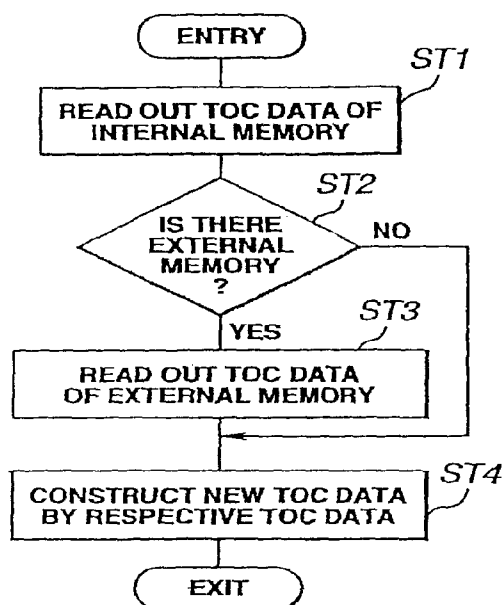 ENTRY
ST1
READ OUT TOC DATA OF
INTERNAL MEMORY
ST2
IS THERE
EXTERNAL
MEMORY
?
NO
YES
ST3
READ OUT TOC DATA
OF EXTERNAL MEMORY
CONSTRUCT NEW TOC DATA
BY RESPECTIVE TOC DATA
ST4
EXIT